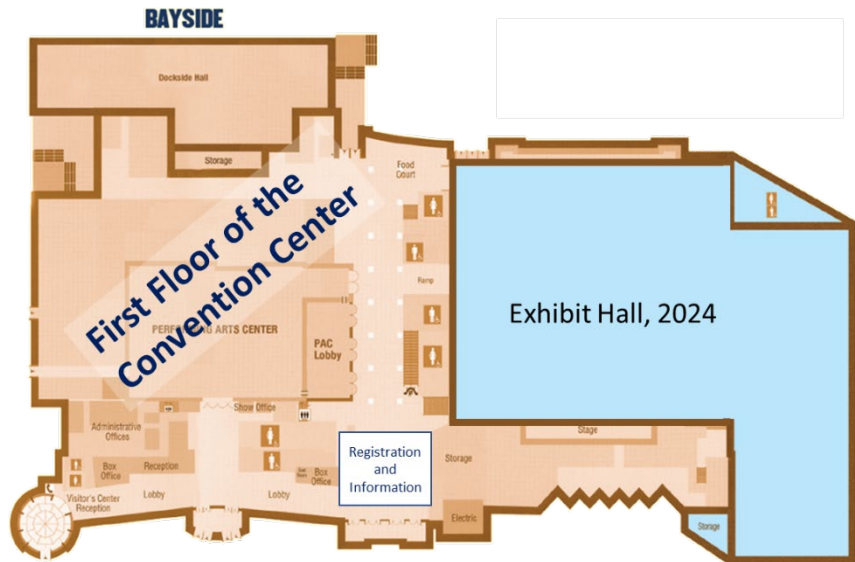 BAYSIDE
Dockside Hall
Storage
Food
Court
First Floor of the
Convention Center
Ramp
Exhibit Hall, 2024
PERFORMING ARTS CENTER
PAC
Lobby
Show Office
Administrative
Offices
Registration
and
Information
Stage
Storage
Box
Office
Reception
Box
Office
Visitor's Center
Reception
Lobby
Lobby
Electric
Storage